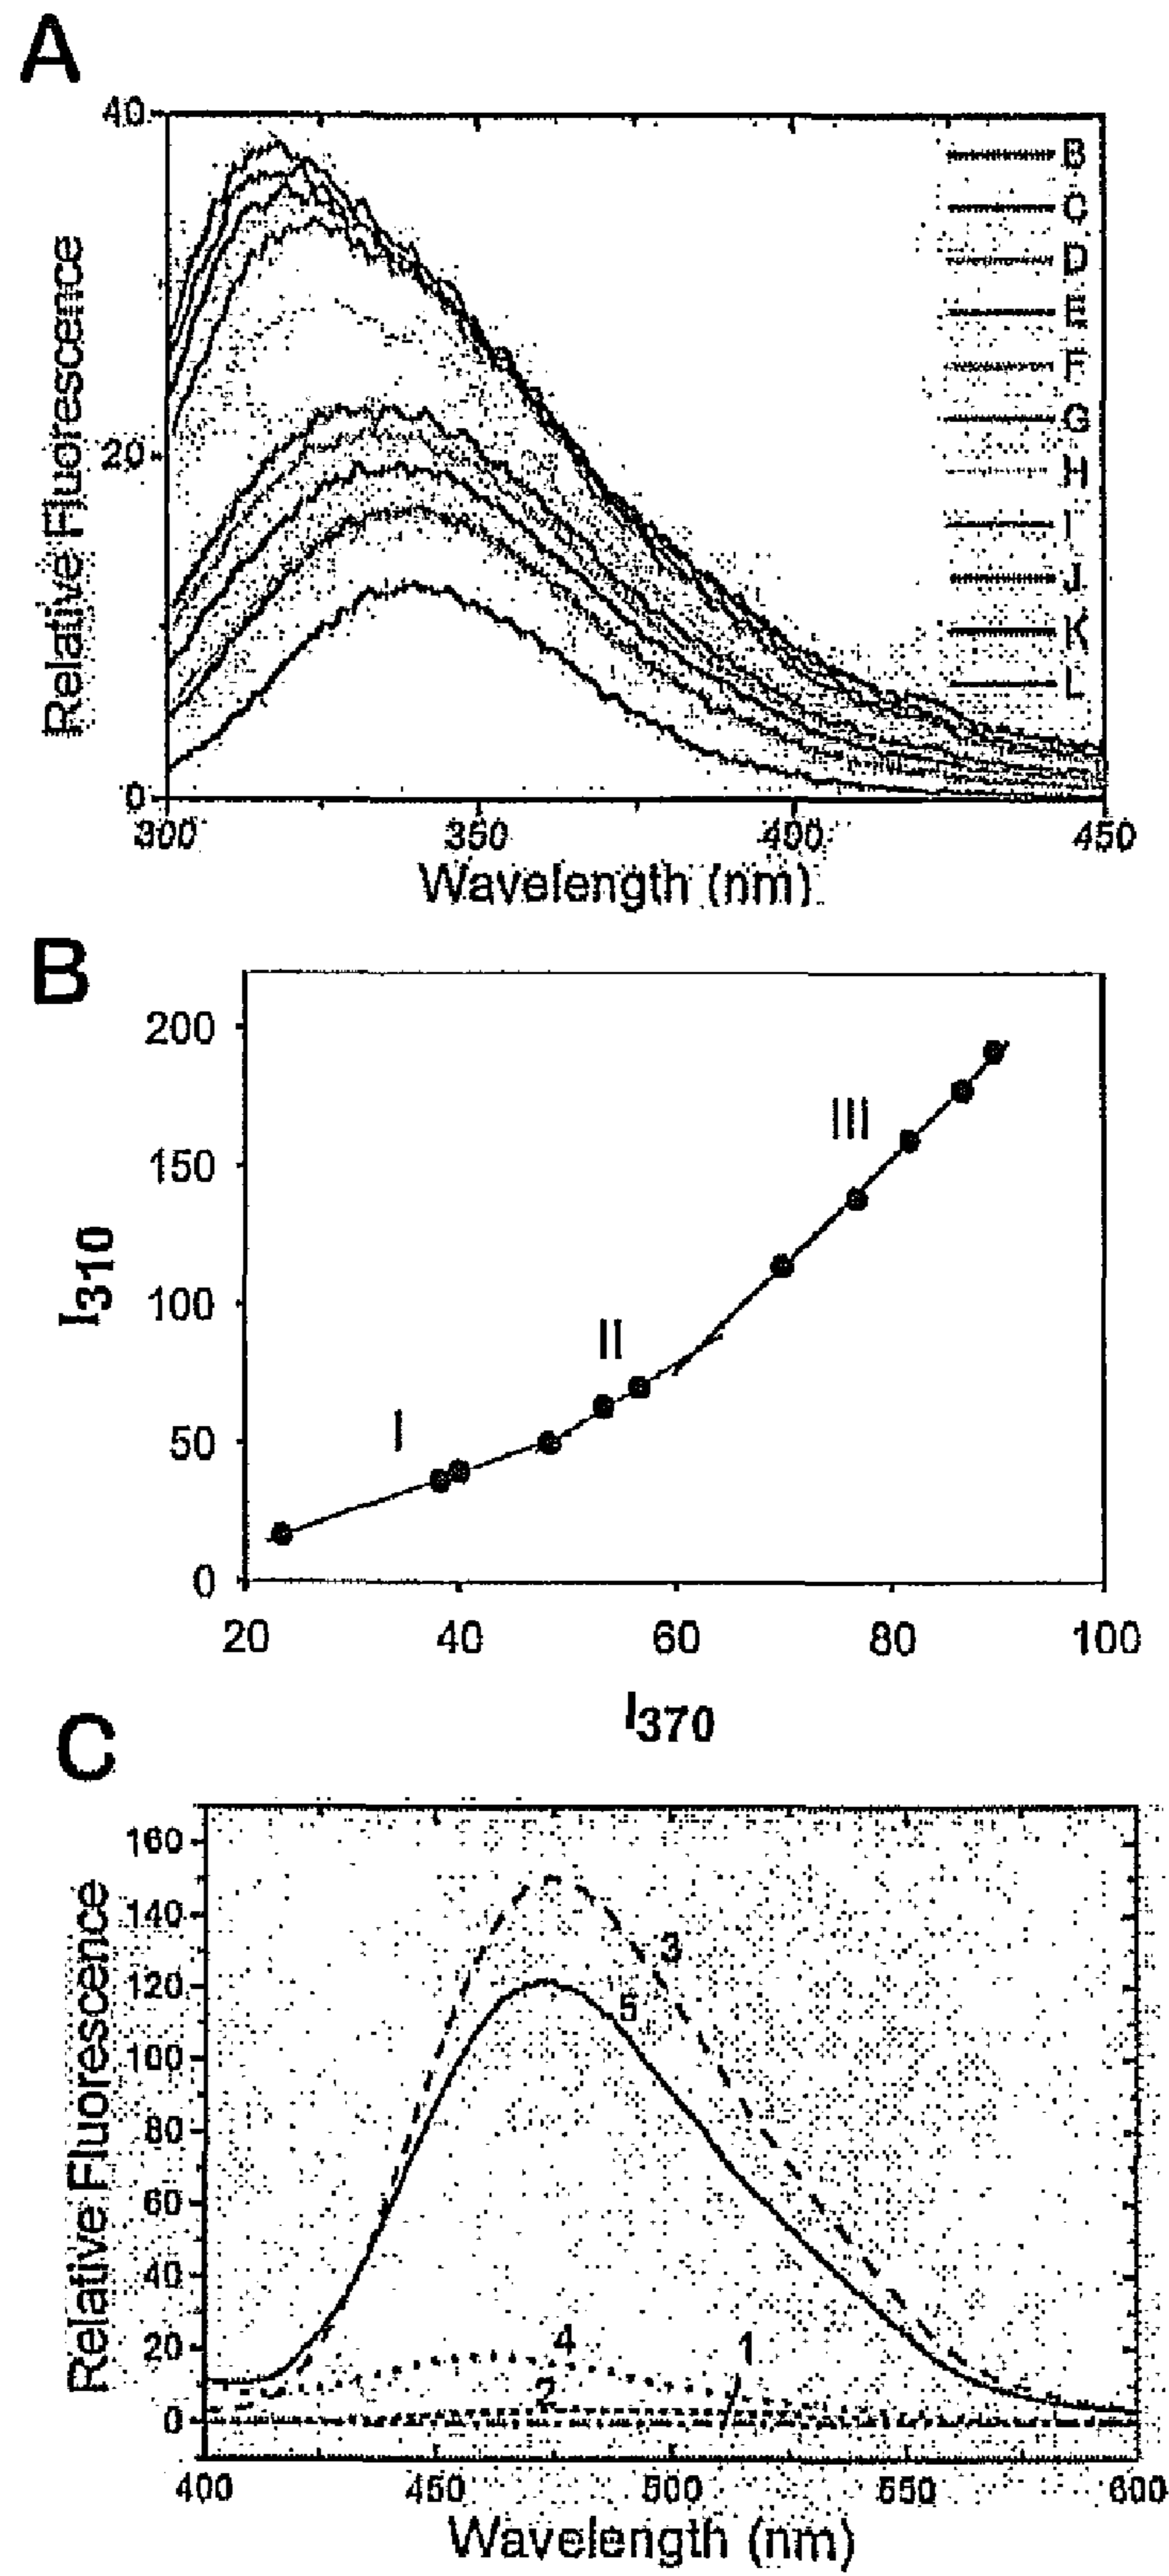 A
40
20
0
Relative Fluorescence
B
C
D
E
F
G
H
I
J
K
L
300 350 400 450
Wavelength (nm)
B
200
150
100
50
0
I310
I
II
III
20 40 60 80 100
I370
C
160
140
120
100
80
60
40
20
0
Relative Fluorescence
3
5
4
1
2
400 450 500 550 600
Wavelength (nm)